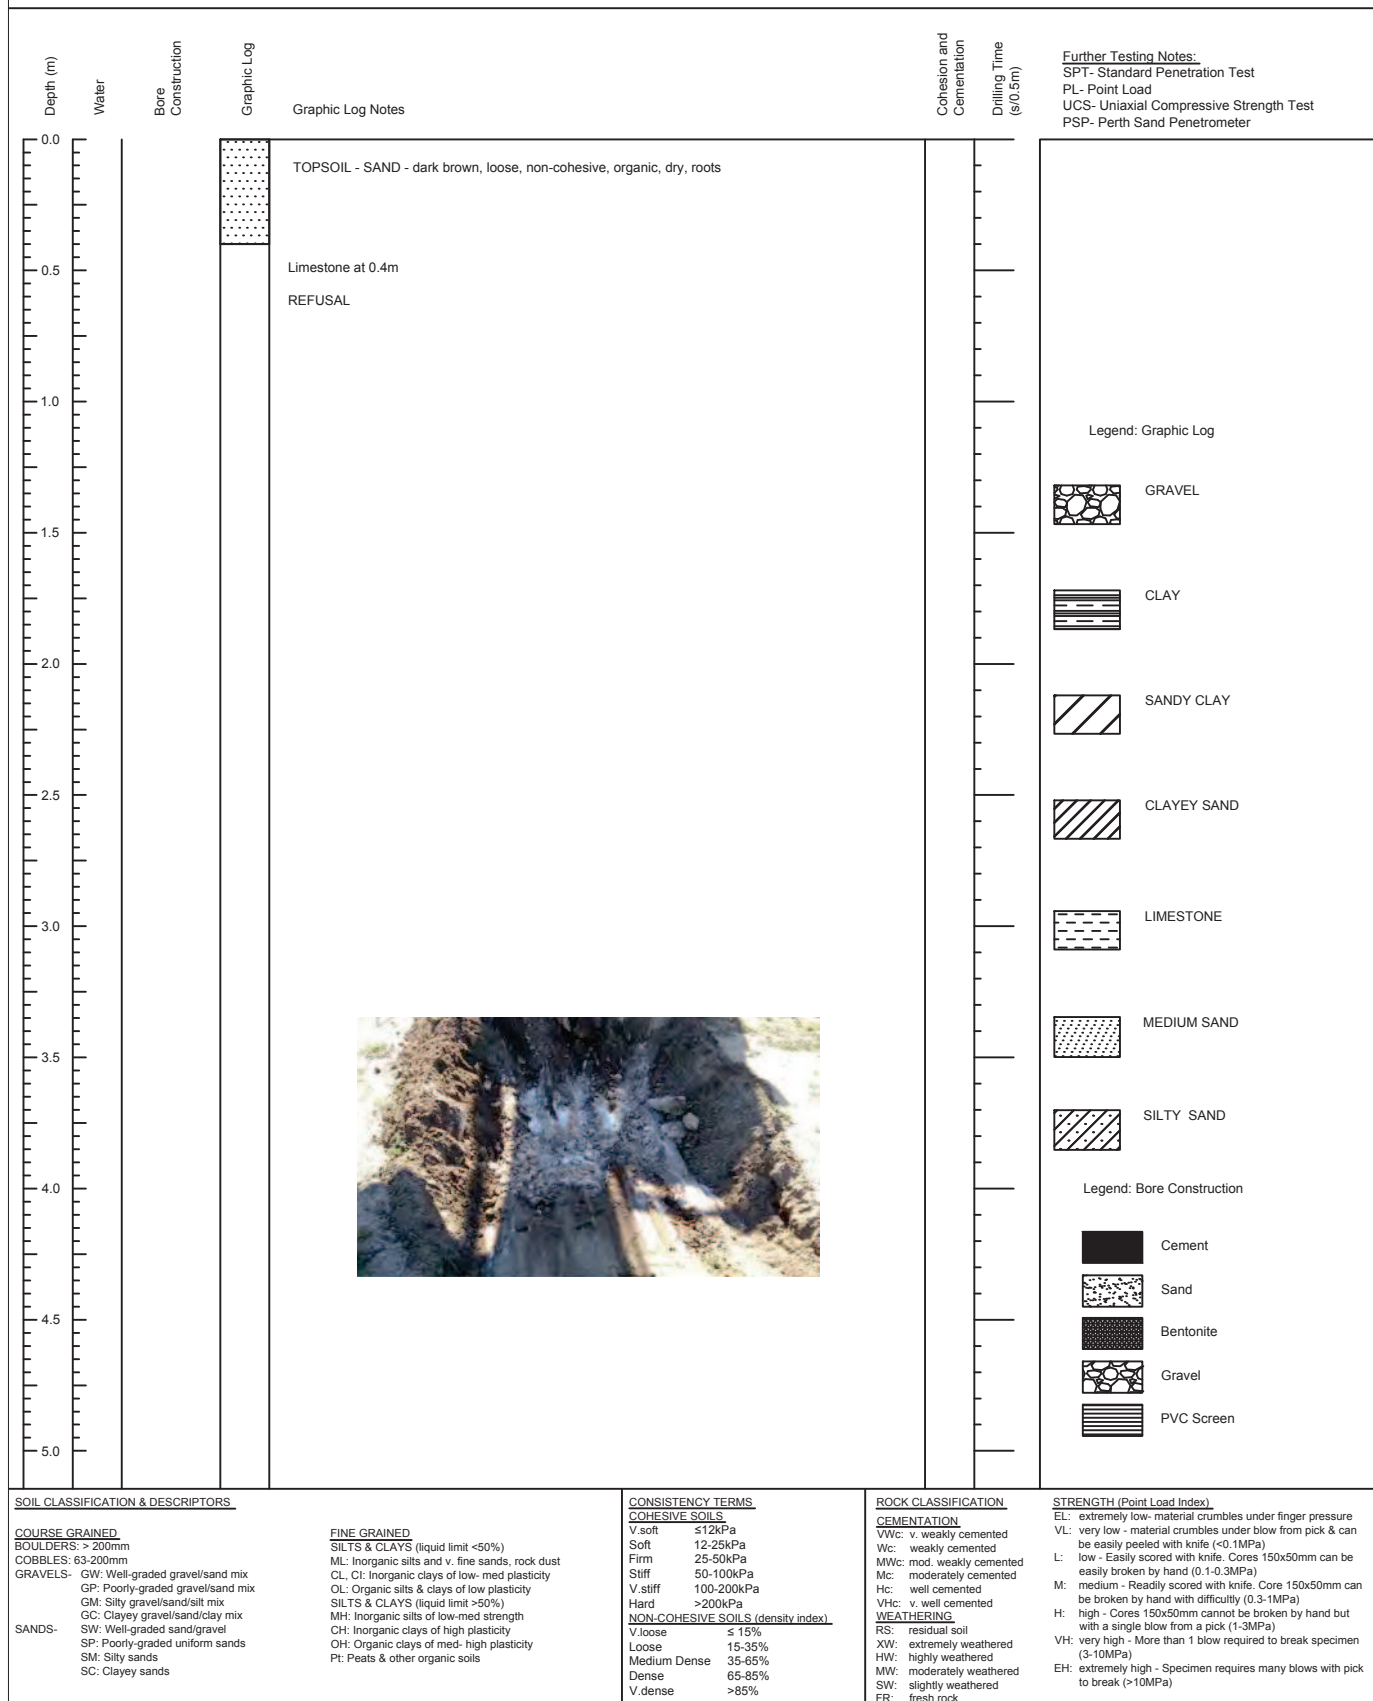 Depth (m)
Water
Bore
Construction
Graphic Log
Graphic Log Notes
Cohesion and
Cementation
Drilling Time
(s/0.5m)
Further Testing Notes:
SPT- Standard Penetration Test
PL- Point Load
UCS- Uniaxial Compressive Strength Test
PSP- Perth Sand Penetrometer
0.0
TOPSOIL - SAND - dark brown, loose, non-cohesive, organic, dry, roots
Limestone at 0.4m
0.5
REFUSAL
1.0
1.5
2.0
2.5
3.0
3.5
4.0
4.5
5.0
Legend: Graphic Log
GRAVEL
CLAY
SANDY CLAY
CLAYEY SAND
LIMESTONE
MEDIUM SAND
SILTY SAND
Legend: Bore Construction
Cement
Sand
Bentonite
Gravel
PVC Screen
SOIL CLASSIFICATION & DESCRIPTORS
COURSE GRAINED
BOULDERS: > 200mm
COBBLES: 63-200mm
GRAVELS- GW: Well-graded gravel/sand mix
GP: Poorly-graded gravel/sand mix
GM: Silty gravel/sand/silt mix
GC: Clayey gravel/sand/clay mix
SANDS- SW: Well-graded sand/gravel
SP: Poorly-graded uniform sands
SM: Silty sands
SC: Clayey sands
FINE GRAINED
SILTS & CLAYS (liquid limit <50%)
ML: Inorganic silts and v. fine sands, rock dust
CL, CI: Inorganic clays of low- med plasticity
OL: Organic silts & clays of low plasticity
SILTS & CLAYS (liquid limit >50%)
MH: Inorganic silts of low-med strength
CH: Inorganic clays of high plasticity
OH: Organic clays of med- high plasticity
Pt: Peats & other organic soils
CONSISTENCY TERMS
COHESIVE SOILS
V.soft ≤12kPa
Soft 12-25kPa
Firm 25-50kPa
Stiff 50-100kPa
V.stiff 100-200kPa
Hard >200kPa
NON-COHESIVE SOILS (density index)
V.loose ≤ 15%
Loose 15-35%
Medium Dense 35-65%
Dense 65-85%
V.dense >85%
ROCK CLASSIFICATION
CEMENTATION
VWc: v. weakly cemented
Wc: weakly cemented
MWc: mod. weakly cemented
Mc: moderately cemented
Hc: well cemented
VHc: v. well cemented
WEATHERING
RS: residual soil
XW: extremely weathered
HW: highly weathered
MW: moderately weathered
SW: slightly weathered
FR: fresh rock
STRENGTH (Point Load Index)
EL: extremely low- material crumbles under finger pressure
VL: very low - material crumbles under blow from pick & can
be easily peeled with knife (<0.1MPa)
L: low - Easily scored with knife. Cores 150x50mm can be
easily broken by hand (0.1-0.3MPa)
M: medium - Readily scored with knife. Core 150x50mm can
be broken by hand with difficultly (0.3-1MPa)
H: high - Cores 150x50mm cannot be broken by hand but
with a single blow from a pick (1-3MPa)
VH: very high - More than 1 blow required to break specimen
(3-10MPa)
EH: extremely high - Specimen requires many blows with pick
to break (>10MPa)